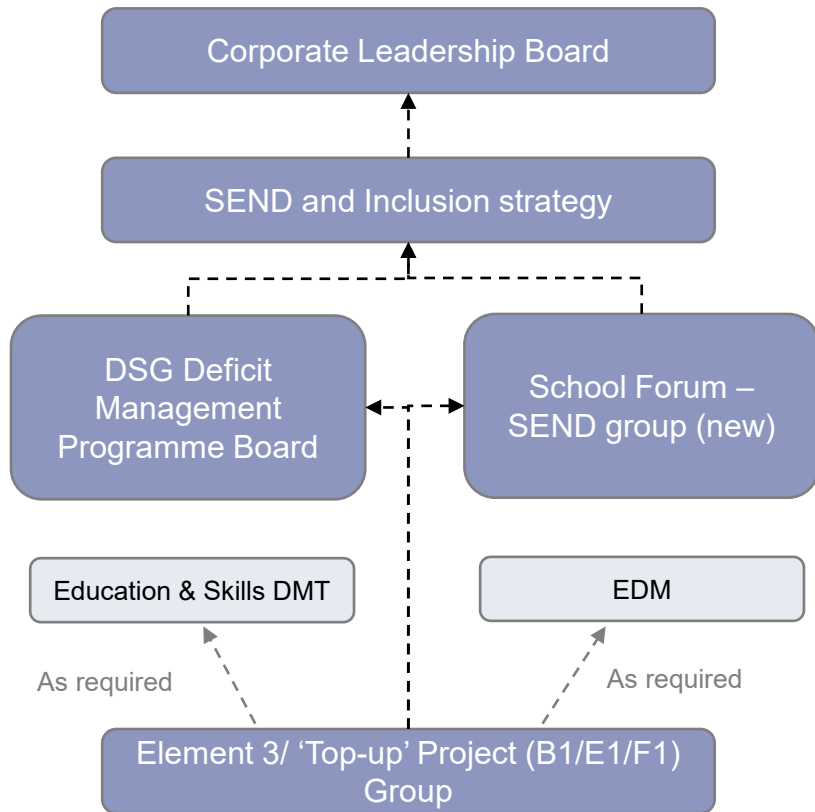 Corporate Leadership Board
SEND and Inclusion strategy
DSG Deficit
Management
Programme Board
School Forum –
SEND group (new)
Education & Skills DMT
EDM
As required
As required
Element 3/ ‘Top-up’ Project (B1/E1/F1)
Group